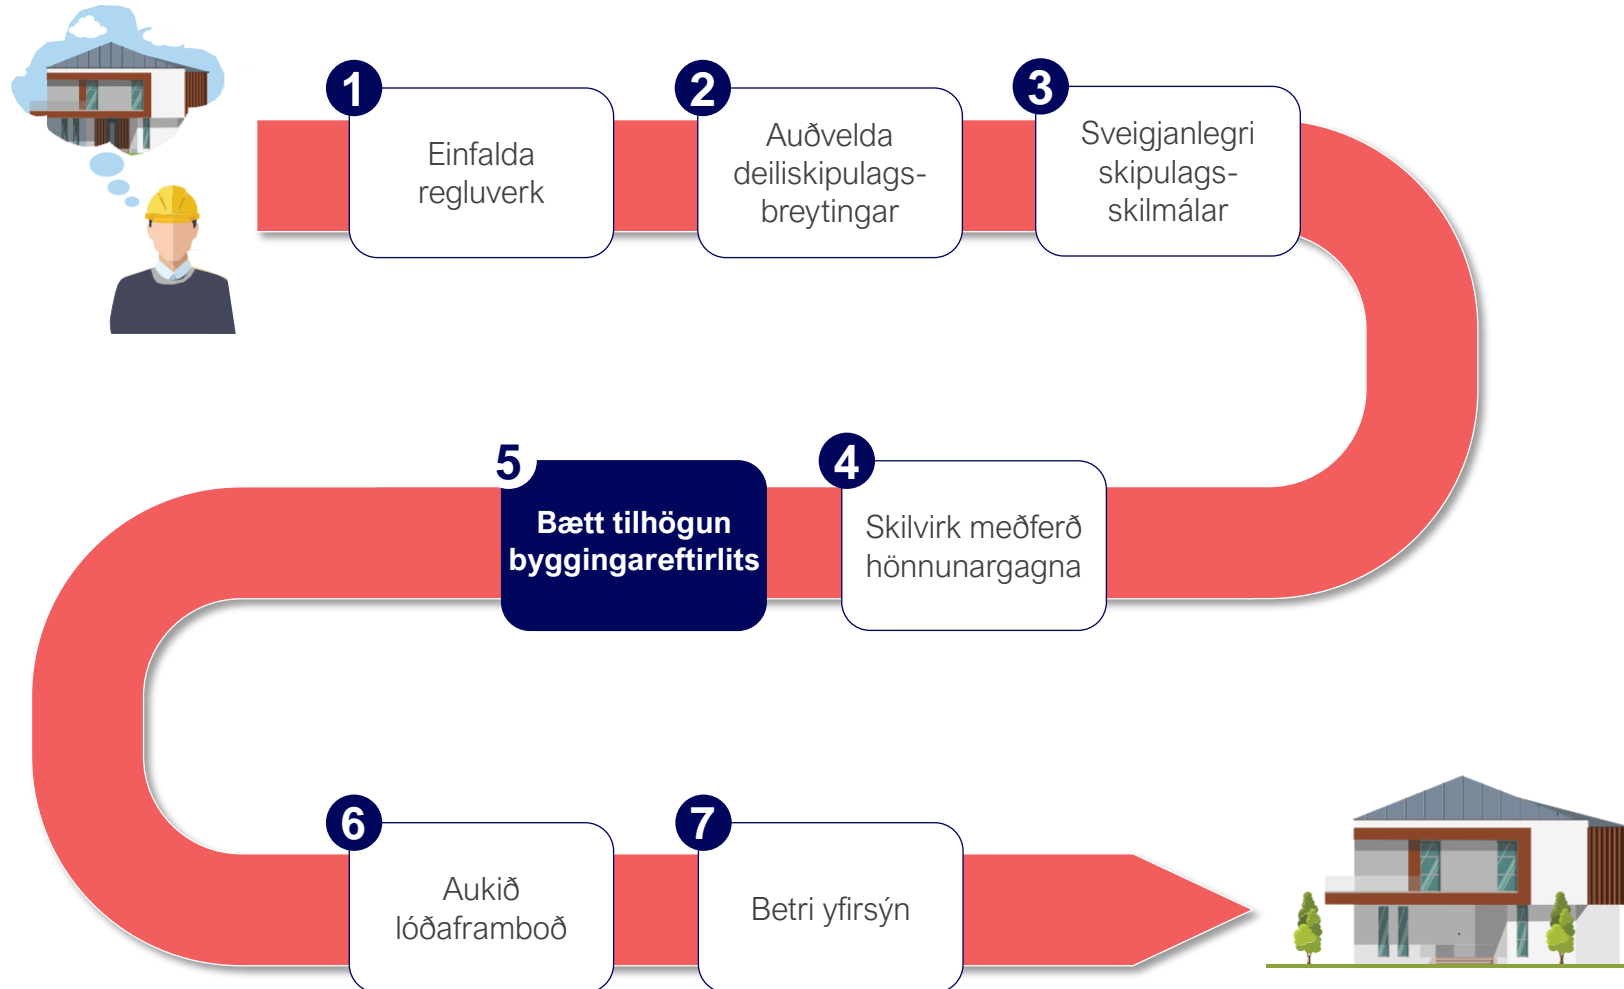 1
Einfalda
regluverk
2
Auðvelda
deiliskipulags-
breytingar
3
Sveigjanlegri
skipulags-
skilmálar
4
Skilvirk meðferð
hönnunargagna
5
Bætt tilhögun
byggingareftirlits
6
Aukið
lóðaframboð
7
Betri yfirsýn